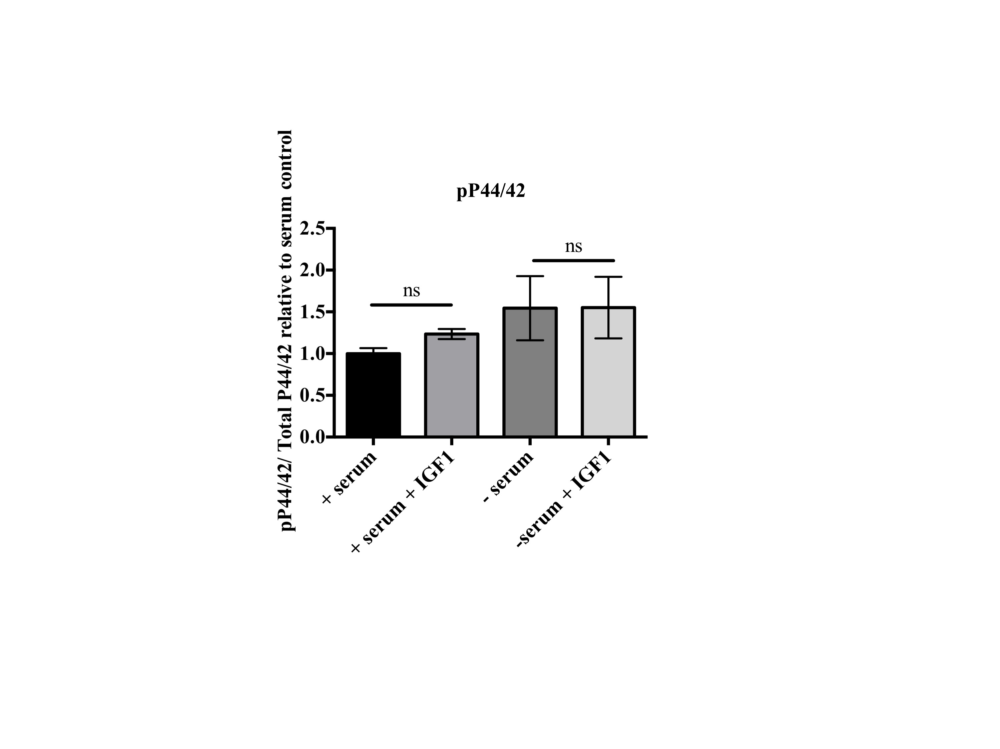 pP44/42
pP44/42/ Total P44/42 relative to serum control
2.5
2.0
1.5
1.0
0.5
0.0
ns
ns
+ serum
+ serum + IGF1
- serum
-serum + IGF1